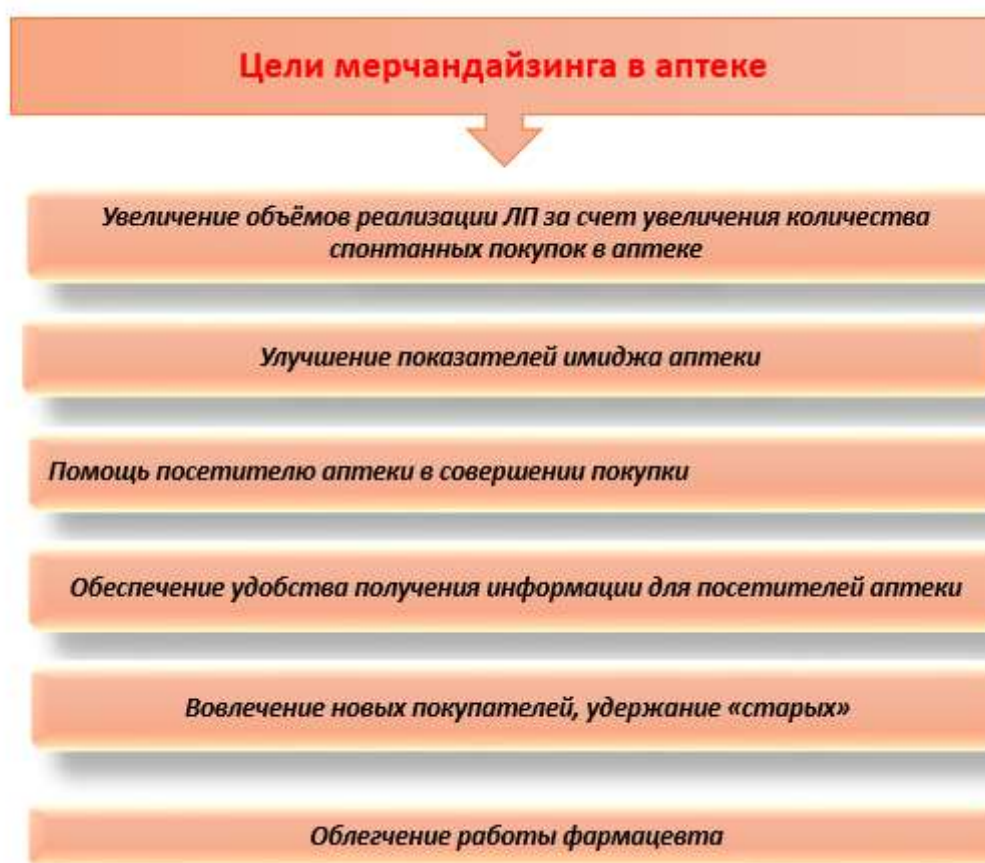 Цели мерчандайзинга в аптеке
Увеличение объёмов реализации ЛП за счет увеличения количества
спонтанных покупок в аптеке
Улучшение показателей имиджа аптеки
Помощь посетителю аптеки в совершении покупки
Обеспечение удобства получения информации для посетителей аптеки
Вовлечение новых покупателей, удержание «старых»
Облегчение работы фармацевта